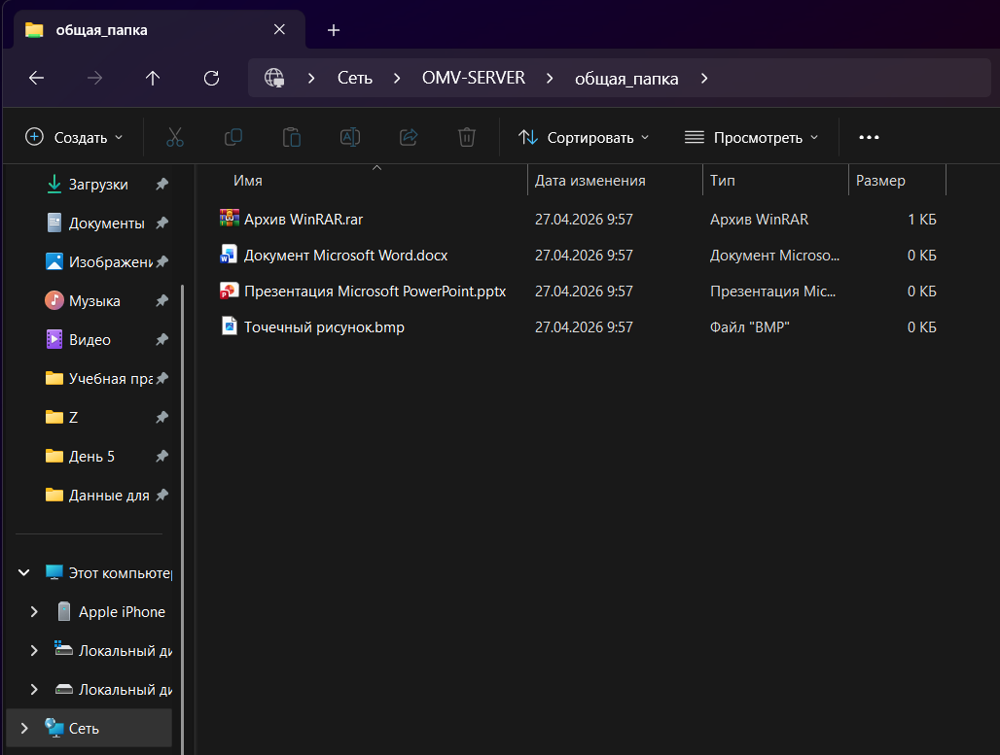 общая_папка
Сеть OMV-SERVER общая_папка
Создать Сортировать Просмотреть
Имя Дата изменения Тип Размер
Архив WinRAR.rar 27.04.2026 9:57 Архив WinRAR 1 КБ
Документ Microsoft Word.docx 27.04.2026 9:57 Документ Microso... 0 КБ
Презентация Microsoft PowerPoint.pptx 27.04.2026 9:57 Презентация Mic... 0 КБ
Точечный рисунок.bmp 27.04.2026 9:57 Файл "BMP" 0 КБ
Загрузки
Документы
Изображени
Музыка
Видео
Учебная пра
Z
День 5
Данные для
Этот компьютер
Apple iPhone
Локальный ди
Локальный ди
Сеть